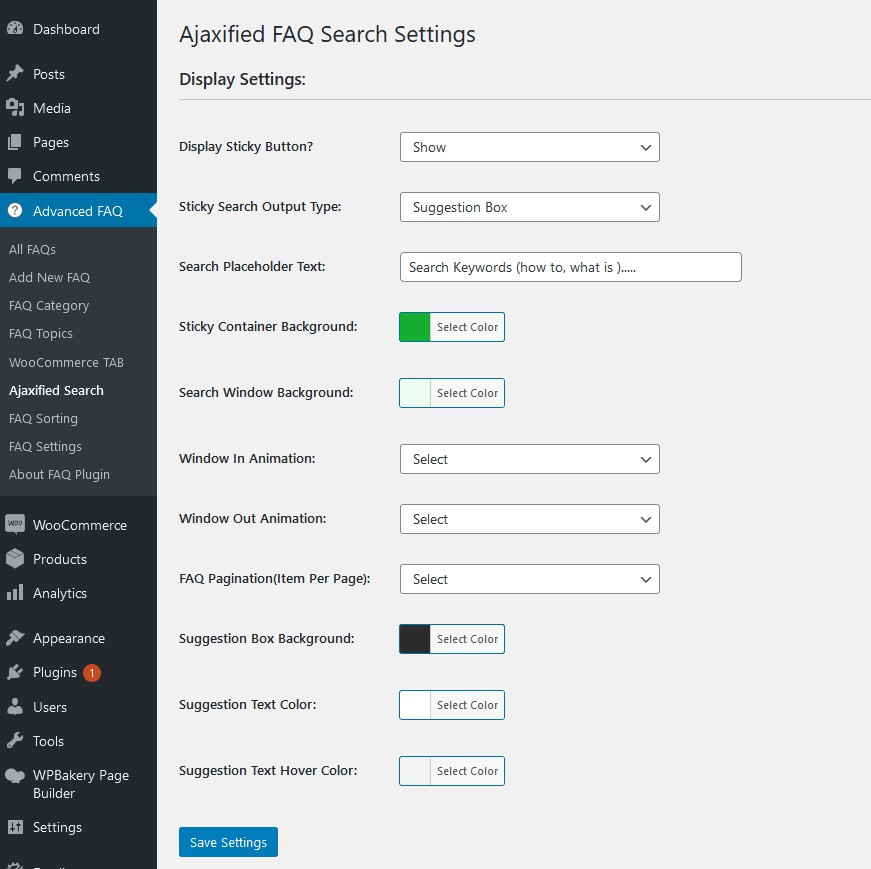 Dashboard
Posts
Media
Pages
Comments
Advanced FAQ
All FAQs
Add New FAQ
FAQ Category
FAQ Topics
WooCommerce TAB
Ajaxified Search
FAQ Sorting
FAQ Settings
About FAQ Plugin
Woo WooCommerce
Products
Analytics
Appearance
Plugins 1
Users
Tools
WPBakery Page
Builder
Settings
Ajaxified FAQ Search Settings
Display Settings:
Display Sticky Button? Show
Sticky Search Output Type: Suggestion Box
Search Placeholder Text: Search Keywords (how to, what is ).....
Sticky Container Background: Select Color
Search Window Background: Select Color
Window In Animation: Select
Window Out Animation: Select
FAQ Pagination(Item Per Page): Select
Suggestion Box Background: Select Color
Suggestion Text Color: Select Color
Suggestion Text Hover Color: Select Color
Save Settings